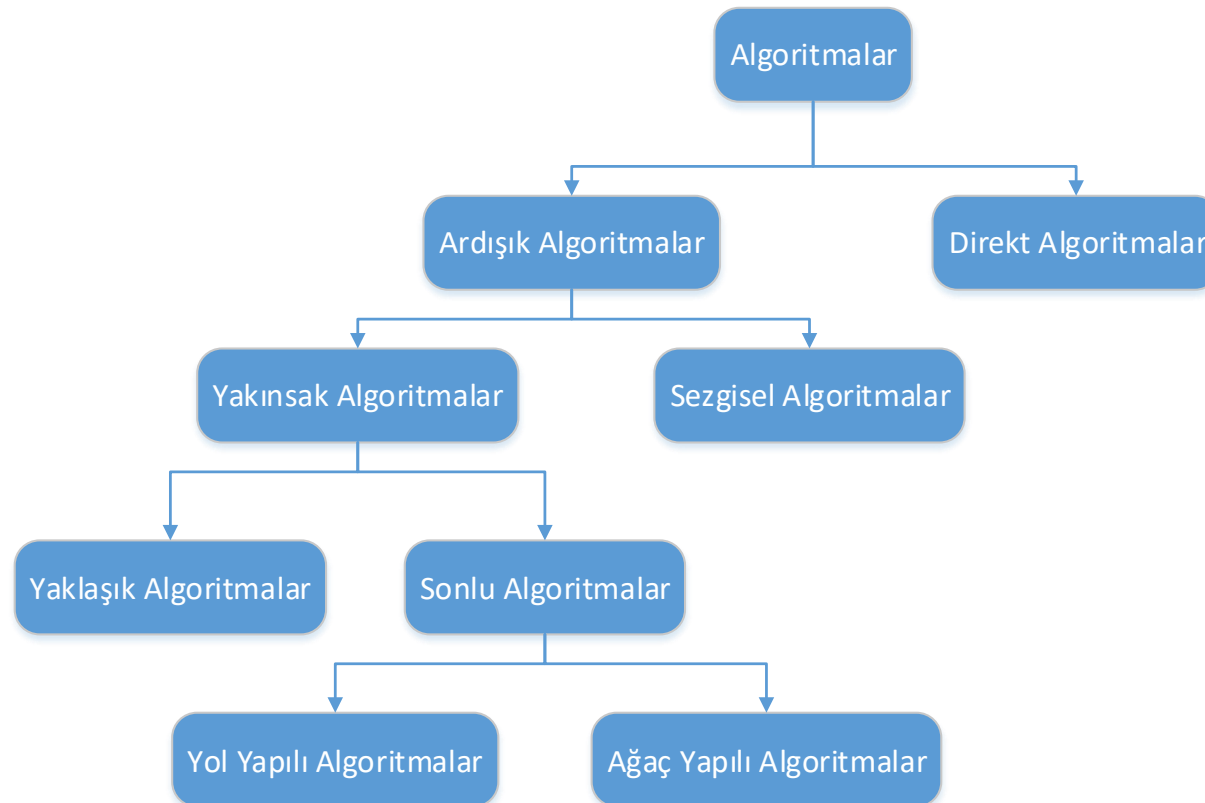 Algoritmalar
Ardışık Algoritmalar
Direkt Algoritmalar
Yakınsak Algoritmalar
Sezgisel Algoritmalar
Yaklaşık Algoritmalar
Sonlu Algoritmalar
Yol Yapılı Algoritmalar
Ağaç Yapılı Algoritmalar